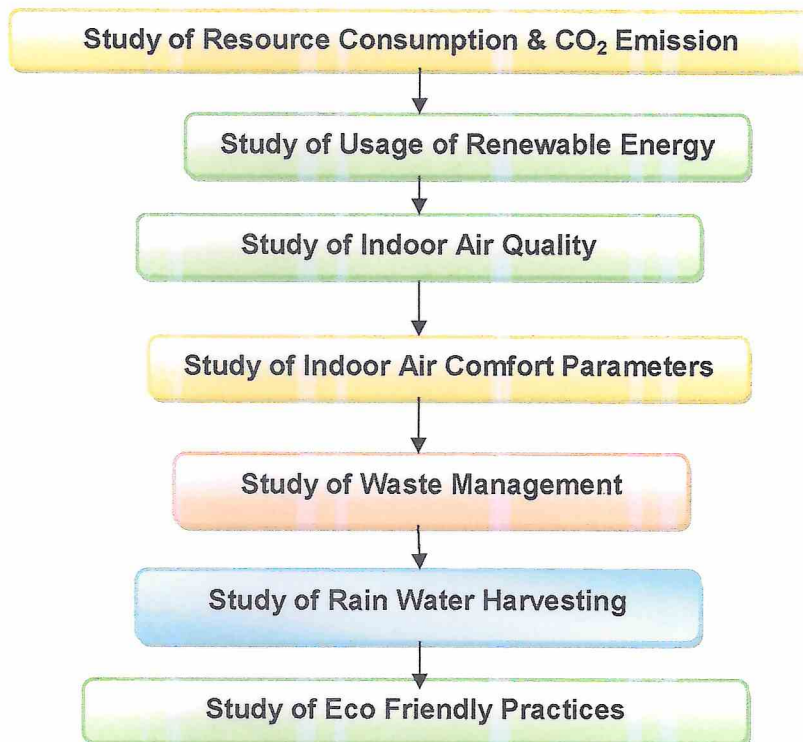 Study of Resource Consumption & CO₂ Emission
Study of Usage of Renewable Energy
Study of Indoor Air Quality
Study of Indoor Air Comfort Parameters
Study of Waste Management
Study of Rain Water Harvesting
Study of Eco Friendly Practices